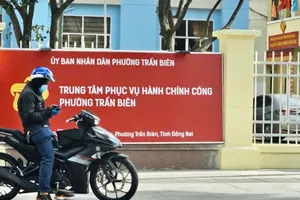 ỦY BAN NHÂN DÂN PHƯỜNG TRẤN BIÊN
TRUNG TÂM PHỤC VỤ HÀNH CHÍNH CÔNG
PHƯỜNG TRẤN BIÊN
Phường Trấn Biên, Tỉnh Đồng Nai